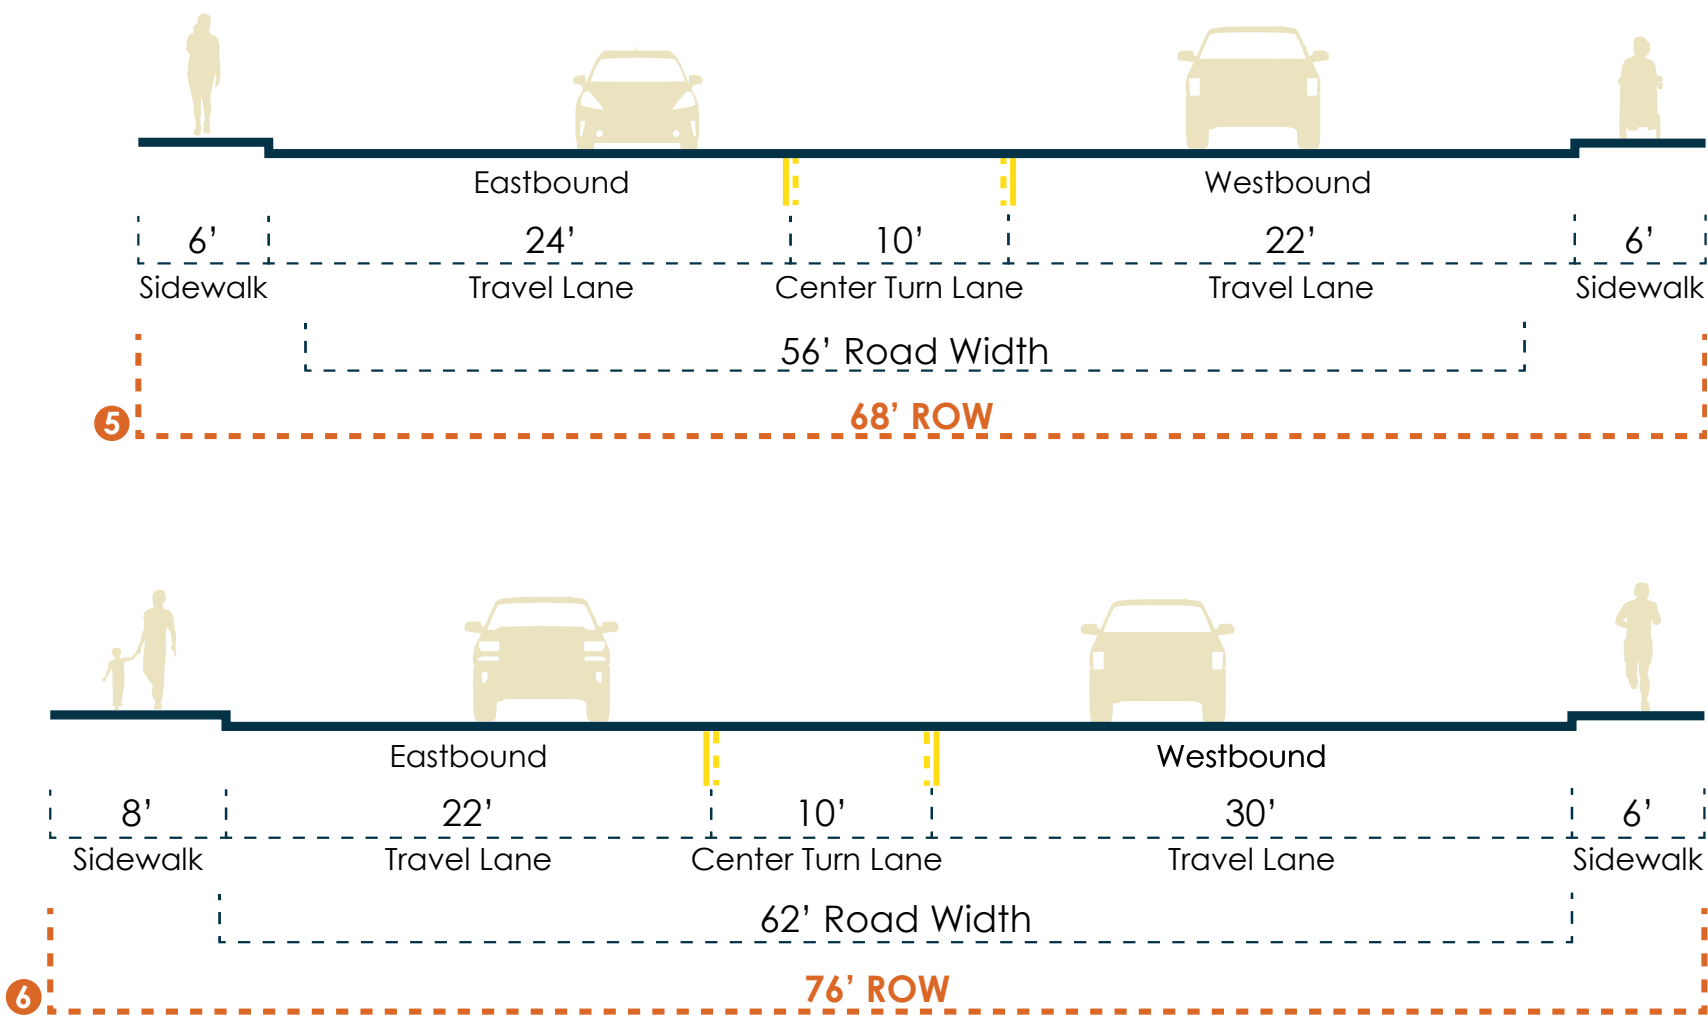 Eastbound Westbound
6’ 24’ 10’ 22’ 6’
Sidewalk Travel Lane Center Turn Lane Travel Lane Sidewalk
56’ Road Width
5 68’ ROW
Eastbound Westbound
8’ 22’ 10’ 30’ 6’
Sidewalk Travel Lane Center Turn Lane Travel Lane Sidewalk
62’ Road Width
6 76’ ROW